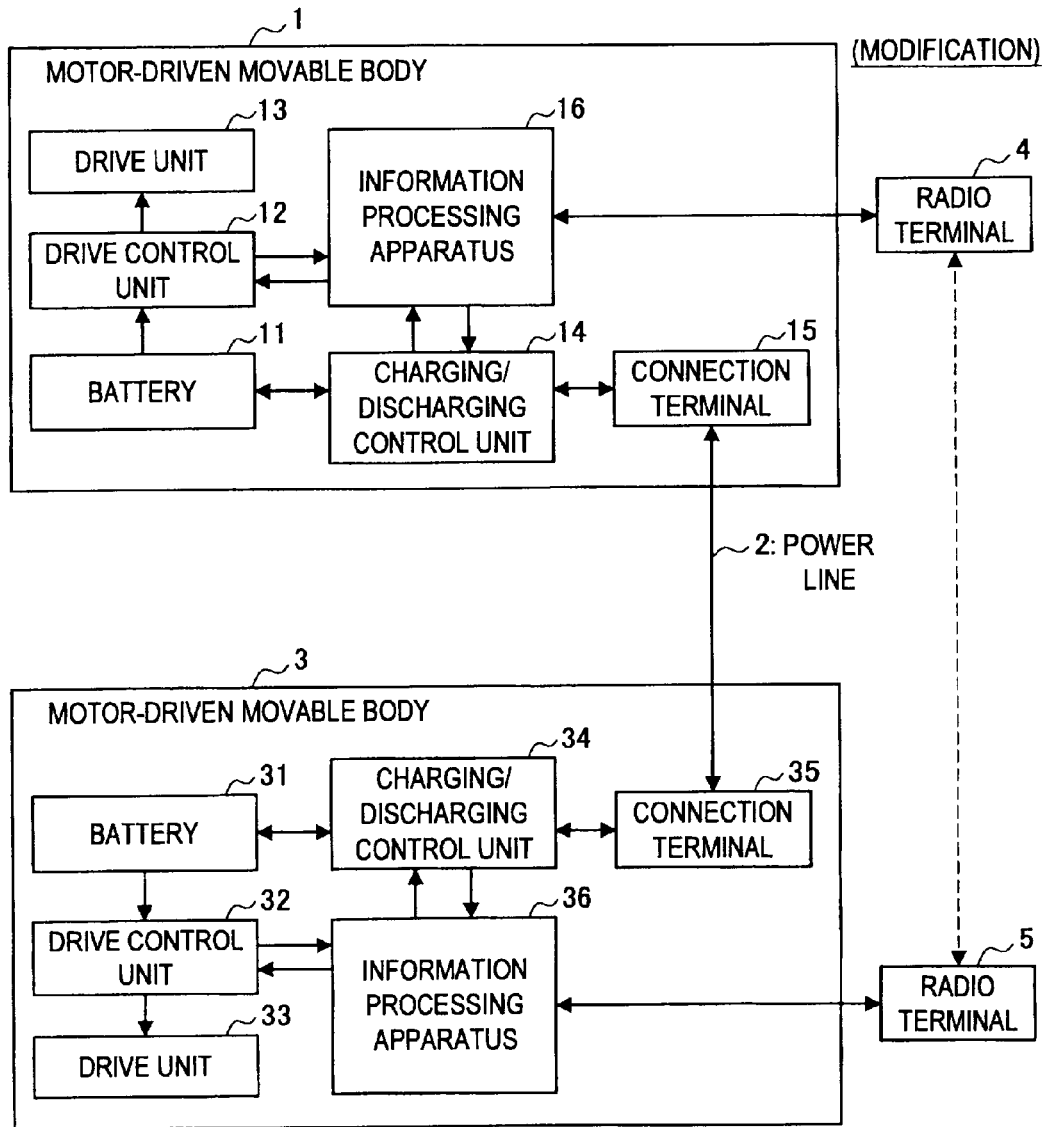 1
MOTOR-DRIVEN MOVABLE BODY
(MODIFICATION)
13
DRIVE UNIT
16
INFORMATION
PROCESSING
APPARATUS
4
RADIO
TERMINAL
12
DRIVE CONTROL
UNIT
11
BATTERY
14
CHARGING/
DISCHARGING
CONTROL UNIT
15
CONNECTION
TERMINAL
2: POWER
LINE
3
MOTOR-DRIVEN MOVABLE BODY
31
BATTERY
34
CHARGING/
DISCHARGING
CONTROL UNIT
35
CONNECTION
TERMINAL
32
DRIVE CONTROL
UNIT
36
INFORMATION
PROCESSING
APPARATUS
5
RADIO
TERMINAL
33
DRIVE UNIT